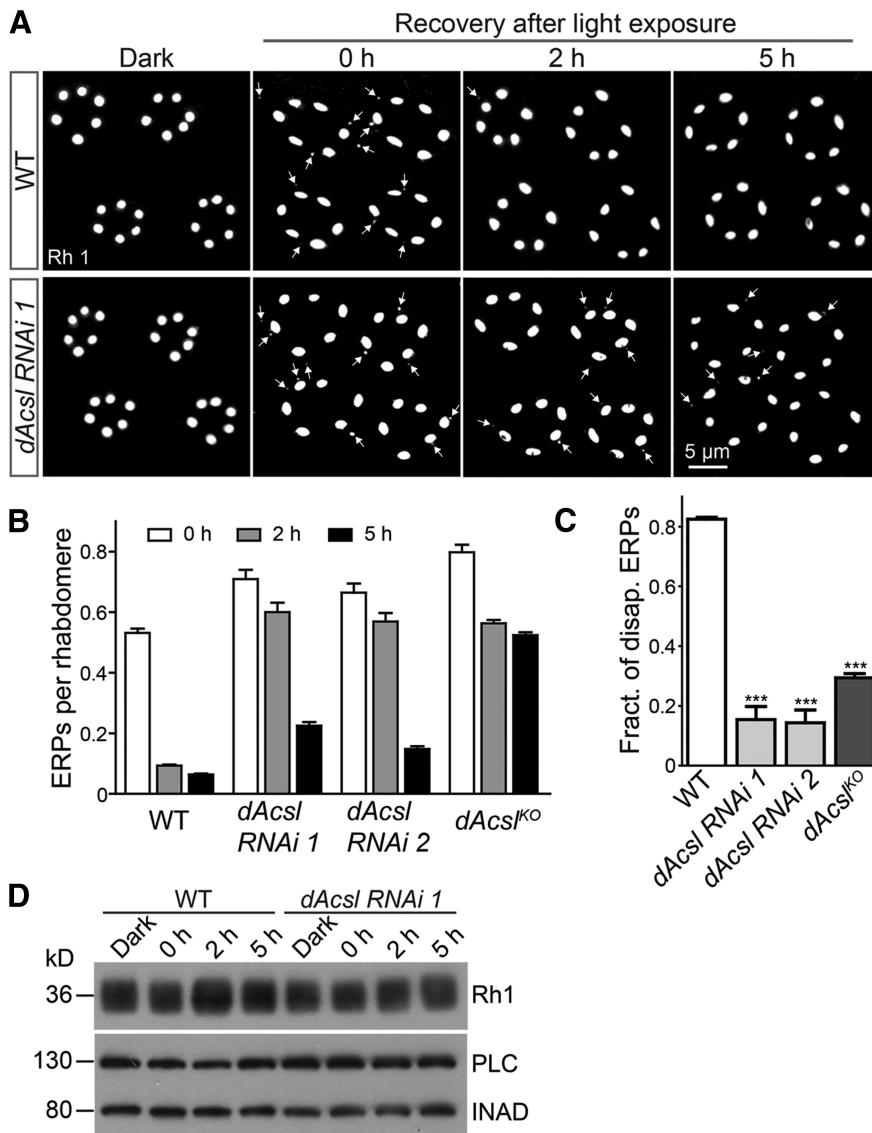 A
Recovery after light exposure
Dark 0 h 2 h 5 h
WT
Rh 1
dAcsl RNAi 1
5 μm
B
ERPs per rhabdomere
0 h 2 h 5 h
0.8
0.6
0.4
0.2
0
WT dAcsl RNAi 1 dAcsl RNAi 2 dAcslKO
C
Fract. of disap. ERPs
0.8
0.6
0.4
0.2
0
*** *** ***
WT dAcsl RNAi 1 dAcsl RNAi 2 dAcslKO
D
WT dAcsl RNAi 1
Dark 0 h 2 h 5 h Dark 0 h 2 h 5 h
kD
36 Rh1
130 PLC
80 INAD